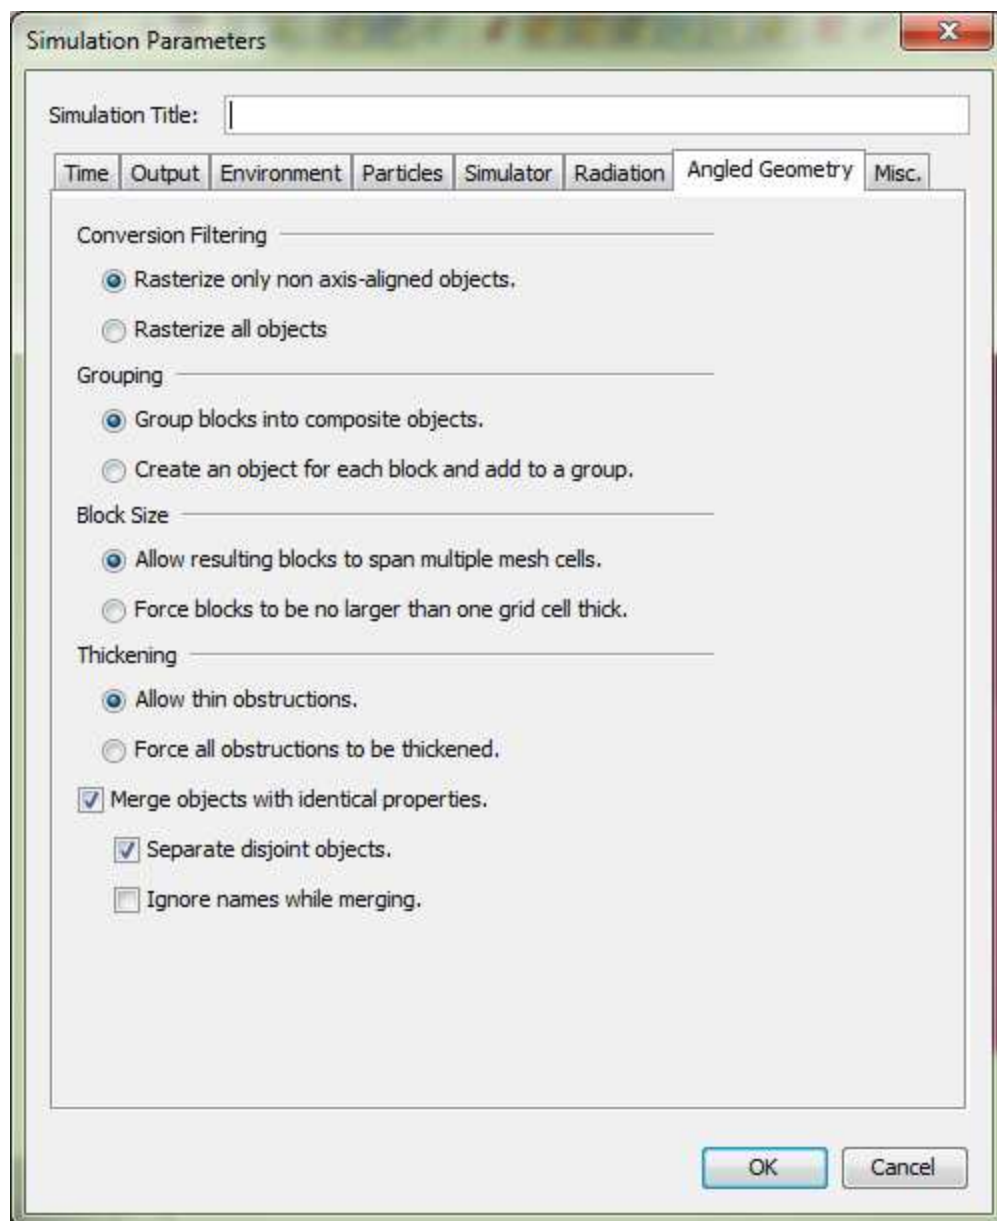 Simulation Parameters
Simulation Title:
Time Output Environment Particles Simulator Radiation Angled Geometry Misc.
Conversion Filtering
Rasterize only non axis-aligned objects.
Rasterize all objects
Grouping
Group blocks into composite objects.
Create an object for each block and add to a group.
Block Size
Allow resulting blocks to span multiple mesh cells.
Force blocks to be no larger than one grid cell thick.
Thickening
Allow thin obstructions.
Force all obstructions to be thickened.
Merge objects with identical properties.
Separate disjoint objects.
Ignore names while merging.
OK Cancel